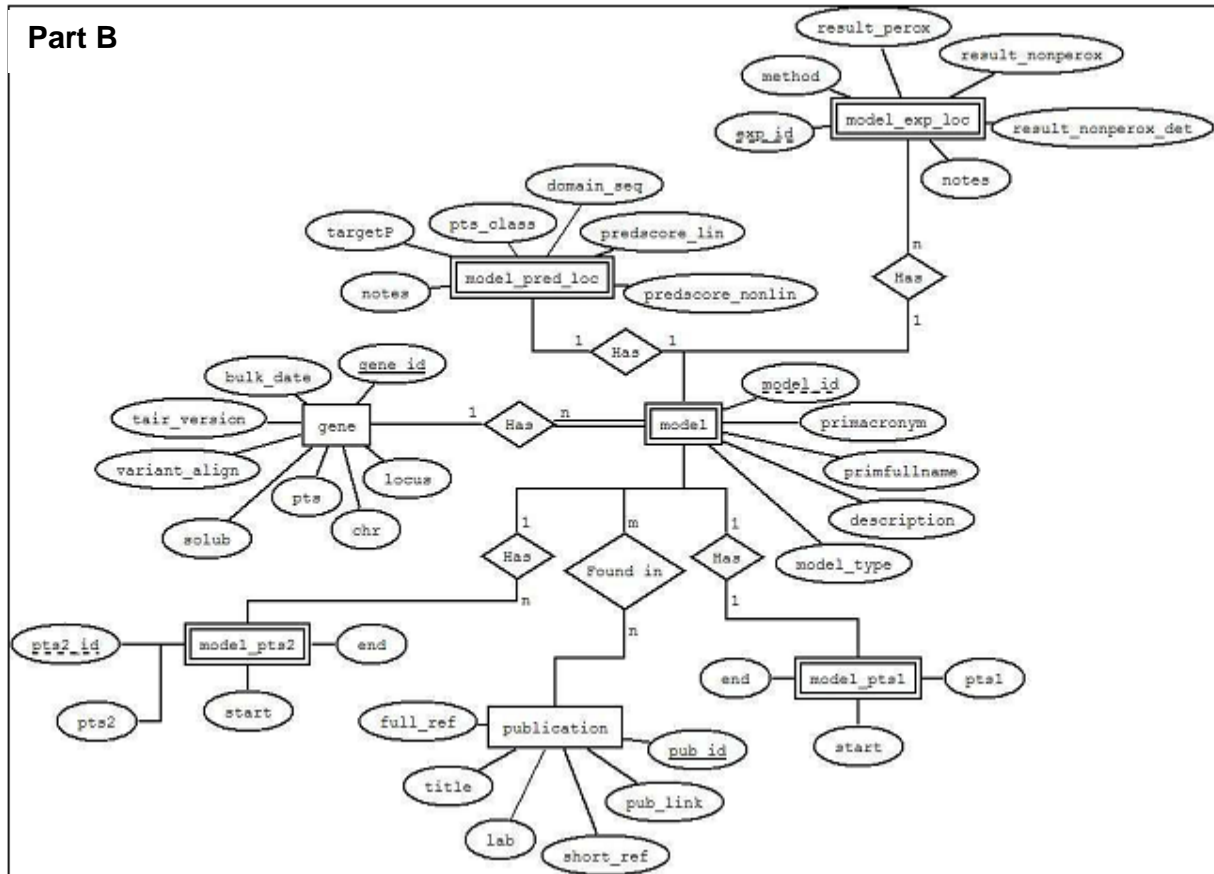 Part B
result_perox
result_nonperox
method
model_exp_loc
exp_id
result_nonperox_det
notes
domain_seq
pts_class
targetP
predscore_lin
model_pred_loc
notes
predscore_nonlin
n
Has
1
1
Has
1
gene_id
bulk_date
model_id
tair_version
1
Has
n
model
primacronym
gene
variant_align
locus
primfullname
pts
solub
chr
description
model_type
1
Has
n
m
Found in
n
1
Has
1
pts2_id
model_pts2
end
start
pts2
end
model_pts1
pts1
start
full_ref
publication
pub_id
title
pub_link
lab
short_ref